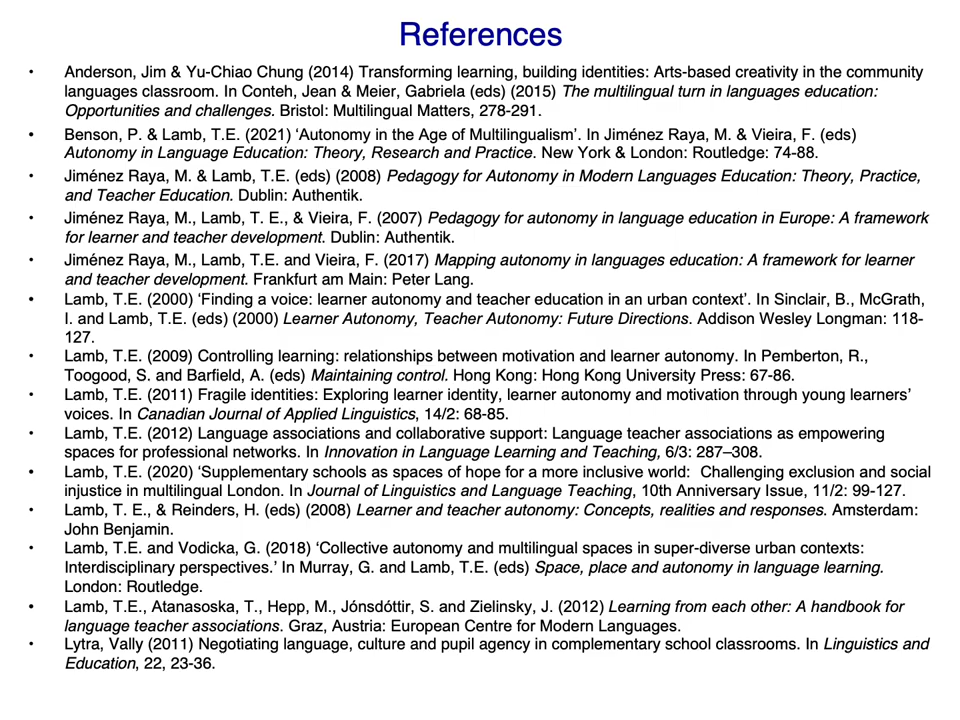 References
• Anderson, Jim & Yu-Chiao Chung (2014) Transforming learning, building identities: Arts-based creativity in the community
languages classroom. In Conteh, Jean & Meier, Gabriela (eds) (2015) The multilingual turn in languages education:
Opportunities and challenges. Bristol: Multilingual Matters, 278-291.
• Benson, P. & Lamb, T.E. (2021) ‘Autonomy in the Age of Multilingualism’. In Jiménez Raya, M. & Vieira, F. (eds)
Autonomy in Language Education: Theory, Research and Practice. New York & London: Routledge: 74-88.
• Jiménez Raya, M. & Lamb, T.E. (eds) (2008) Pedagogy for Autonomy in Modern Languages Education: Theory, Practice,
and Teacher Education. Dublin: Authentik.
• Jiménez Raya, M., Lamb, T. E., & Vieira, F. (2007) Pedagogy for autonomy in language education in Europe: A framework
for learner and teacher development. Dublin: Authentik.
• Jiménez Raya, M., Lamb, T.E. and Vieira, F. (2017) Mapping autonomy in languages education: A framework for learner
and teacher development. Frankfurt am Main: Peter Lang.
• Lamb, T.E. (2000) ‘Finding a voice: learner autonomy and teacher education in an urban context’. In Sinclair, B., McGrath,
I. and Lamb, T.E. (eds) (2000) Learner Autonomy, Teacher Autonomy: Future Directions. Addison Wesley Longman: 118-
127.
• Lamb, T.E. (2009) Controlling learning: relationships between motivation and learner autonomy. In Pemberton, R.,
Toogood, S. and Barfield, A. (eds) Maintaining control. Hong Kong: Hong Kong University Press: 67-86.
• Lamb, T.E. (2011) Fragile identities: Exploring learner identity, learner autonomy and motivation through young learners’
voices. In Canadian Journal of Applied Linguistics, 14/2: 68-85.
• Lamb, T.E. (2012) Language associations and collaborative support: Language teacher associations as empowering
spaces for professional networks. In Innovation in Language Learning and Teaching, 6/3: 287–308.
• Lamb, T.E. (2020) ‘Supplementary schools as spaces of hope for a more inclusive world: Challenging exclusion and social
injustice in multilingual London. In Journal of Linguistics and Language Teaching, 10th Anniversary Issue, 11/2: 99-127.
• Lamb, T. E., & Reinders, H. (eds) (2008) Learner and teacher autonomy: Concepts, realities and responses. Amsterdam:
John Benjamin.
• Lamb, T.E. and Vodicka, G. (2018) ‘Collective autonomy and multilingual spaces in super-diverse urban contexts:
Interdisciplinary perspectives.’ In Murray, G. and Lamb, T.E. (eds) Space, place and autonomy in language learning.
London: Routledge.
• Lamb, T.E., Atanasoska, T., Hepp, M., Jónsdóttir, S. and Zielinsky, J. (2012) Learning from each other: A handbook for
language teacher associations. Graz, Austria: European Centre for Modern Languages.
• Lytra, Vally (2011) Negotiating language, culture and pupil agency in complementary school classrooms. In Linguistics and
Education, 22, 23-36.